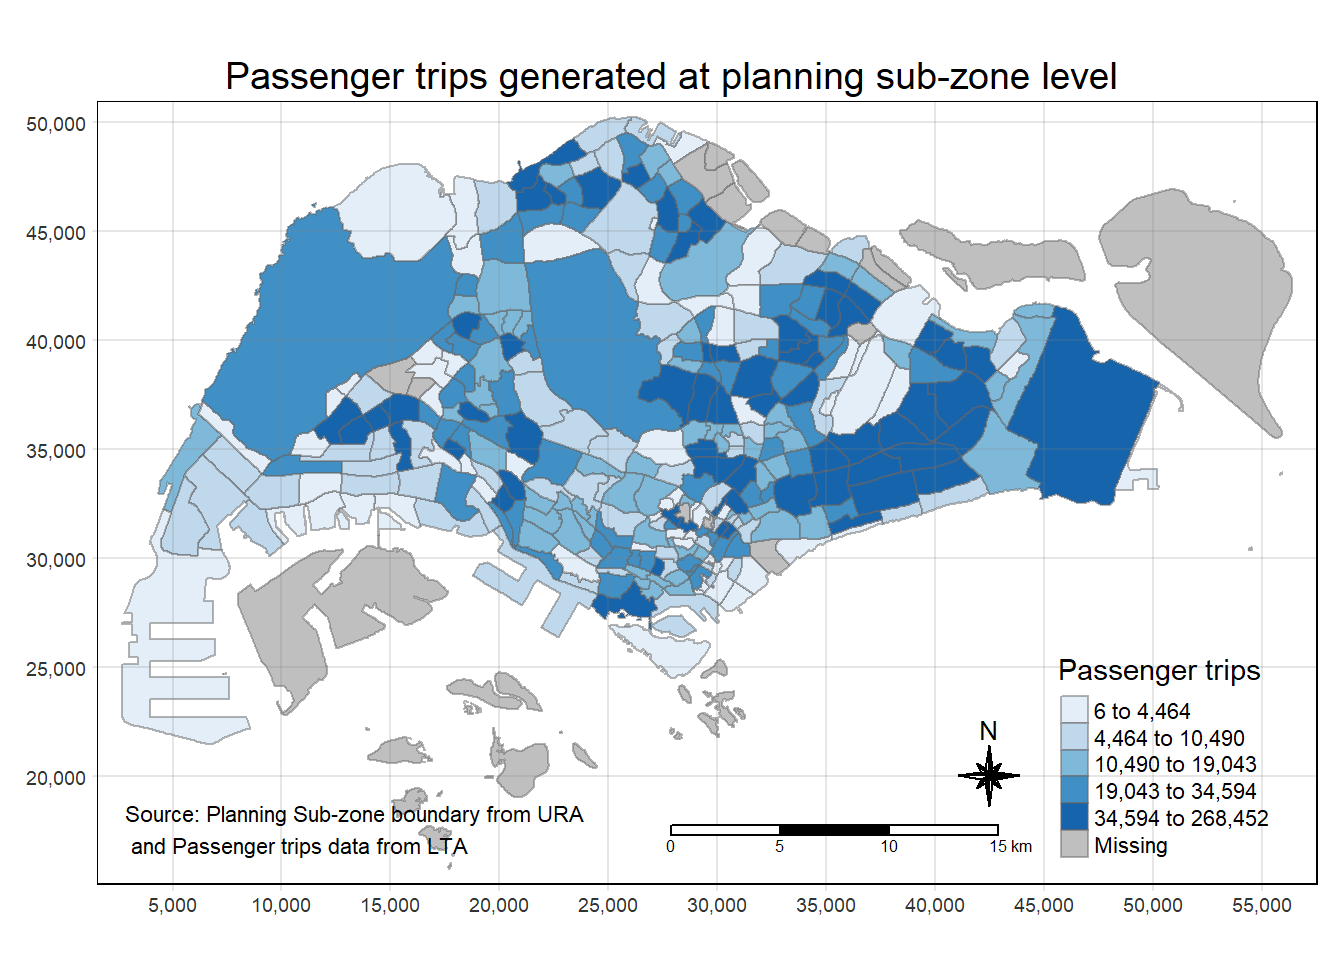 Passenger trips generated at planning sub-zone level
50,000
45,000
40,000
35,000
30,000
25,000
20,000
Passenger trips
6 to 4,464
4,464 to 10,490
10,490 to 19,043
19,043 to 34,594
34,594 to 268,452
Missing
N
0 5 10 15 km
Source: Planning Sub-zone boundary from URA
and Passenger trips data from LTA
5,000 10,000 15,000 20,000 25,000 30,000 35,000 40,000 45,000 50,000 55,000